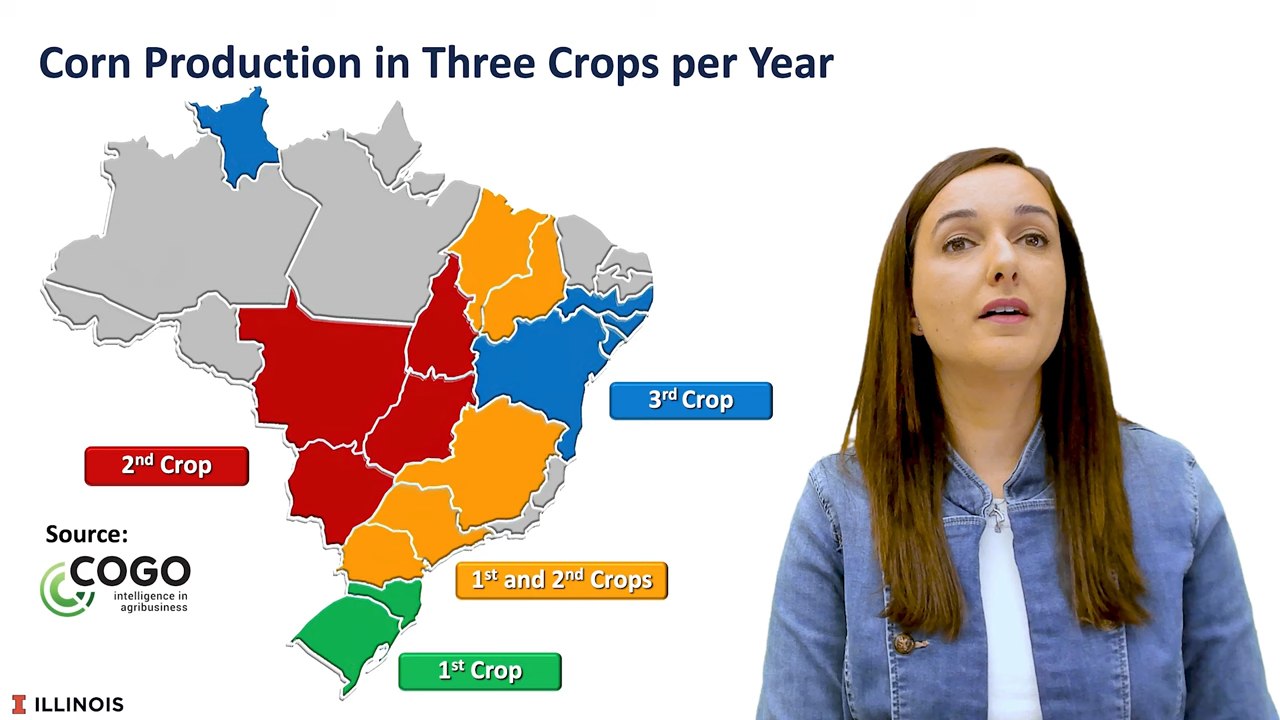 Corn Production in Three Crops per Year
3rd Crop
2nd Crop
Source:
COGO
intelligence in
agribusiness
1st and 2nd Crops
1st Crop
I ILLINOIS